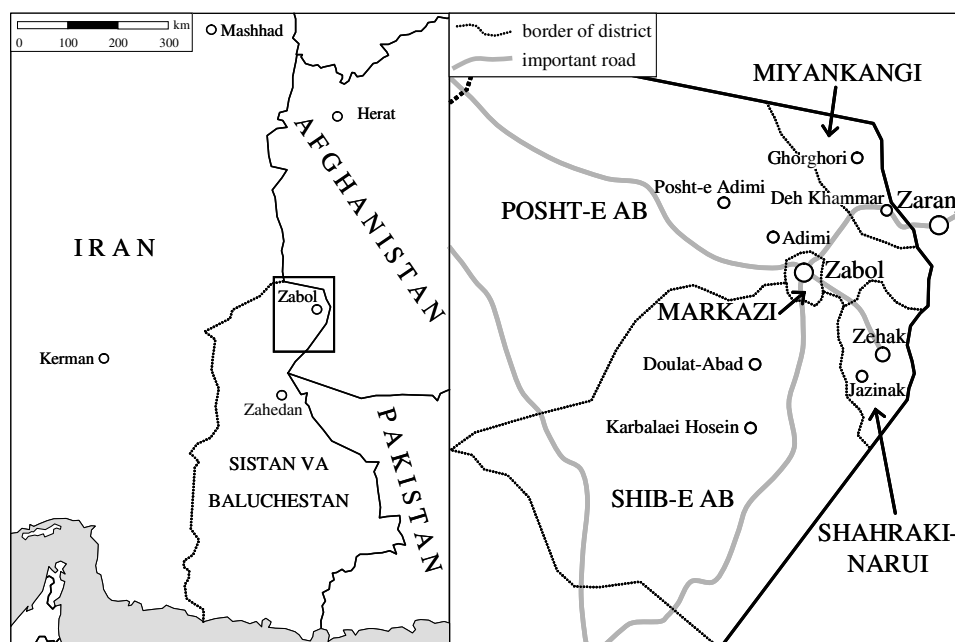 km
0 100 200 300
Mashhad
Herat
AFGHANISTAN
IRAN
Zabol
Kerman
Zahedan
PAKISTAN
SISTAN VA
BALUCHESTAN
border of district
important road
MIYANKANGI
Ghorghori
Posht-e Adimi
Deh Khammar
Zaran
POSHT-E AB
Adimi
Zabol
MARKAZI
Zehak
Doulat-Abad
Jazinak
Karbalaei Hosein
SHIB-E AB
SHAHRAKI-
NARUI